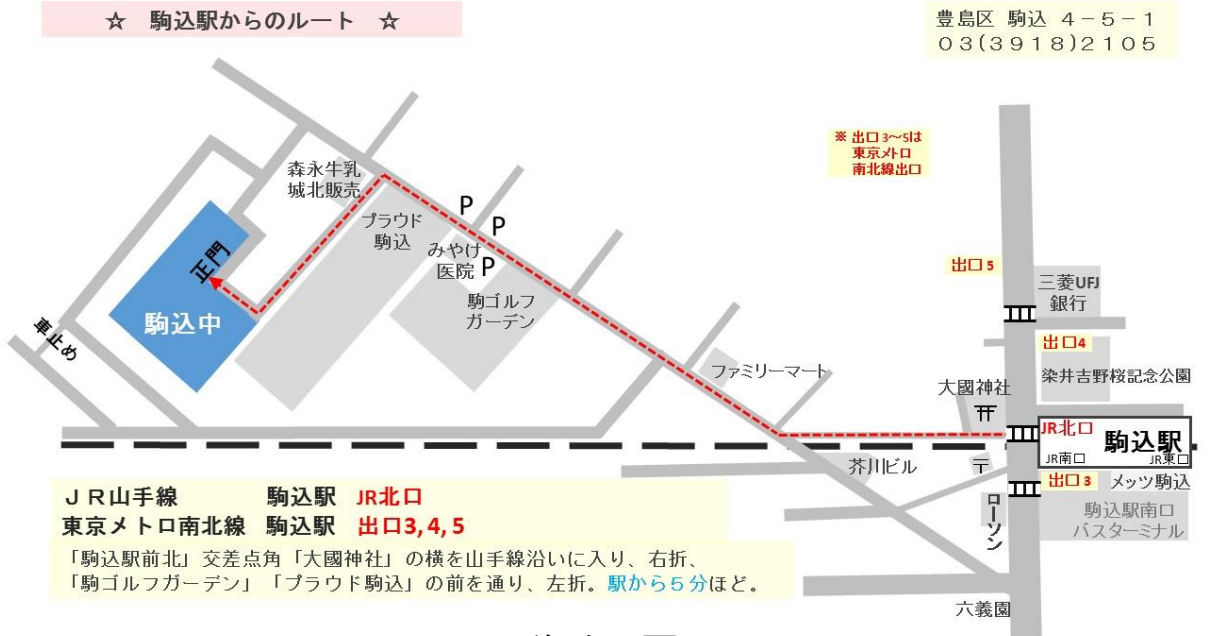 ☆ 駒込駅からのルート ☆
豊島区 駒込 4-5-1
03(3918)2105
※ 出口3~5は
東京メトロ
南北線出口
森永牛乳
城北販売
プラウド
駒込
P
P
みやけ
医院
P
駒ゴルフ
ガーデン
正門
駒込中
車止め
出口5
三菱UFJ
銀行
出口4
染井吉野桜記念公園
ファミリーマート
大國神社
JR北口
駒込駅
JR南口
JR東口
芥川ビル
〒
出口3
メッツ駒込
ローソン
駒込駅南口
バスターミナル
六義園
JR山手線 駒込駅 JR北口
東京メトロ南北線 駒込駅 出口3,4,5
「駒込駅前北」交差点角「大國神社」の横を山手線沿いに入り、右折、
「駒ゴルフガーデン」「プラウド駒込」の前を通り、左折。駅から5分ほど。